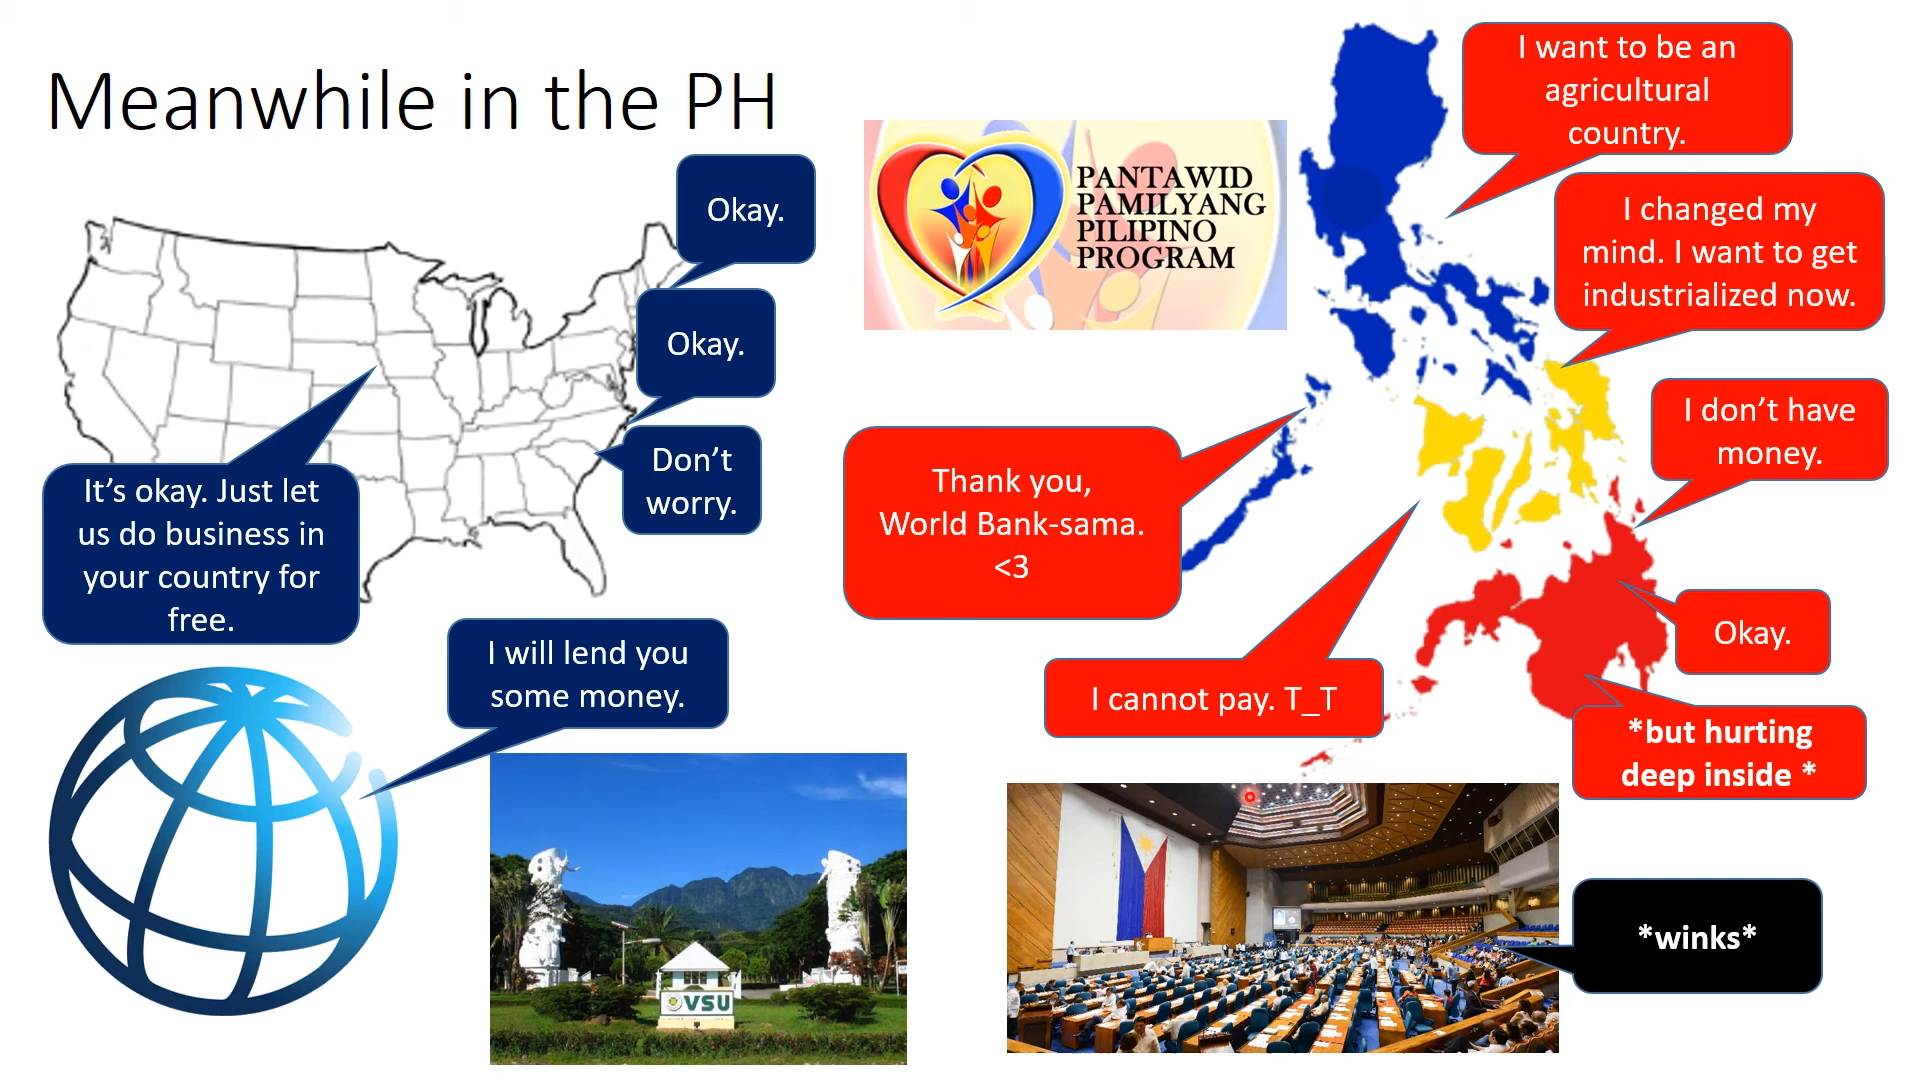 Meanwhile in the PH
I want to be an
agricultural
country.
Okay.
PANTAWID
PAMILYANG
PILIPINO
PROGRAM
I changed my
mind. I want to get
industrialized now.
Okay.
I don’t have
money.
Don’t
worry.
It’s okay. Just let
us do business in
your country for
free.
Thank you,
World Bank-sama.
<3
Okay.
I will lend you
some money.
I cannot pay. T_T
*but hurting
deep inside *
VSU
*winks*